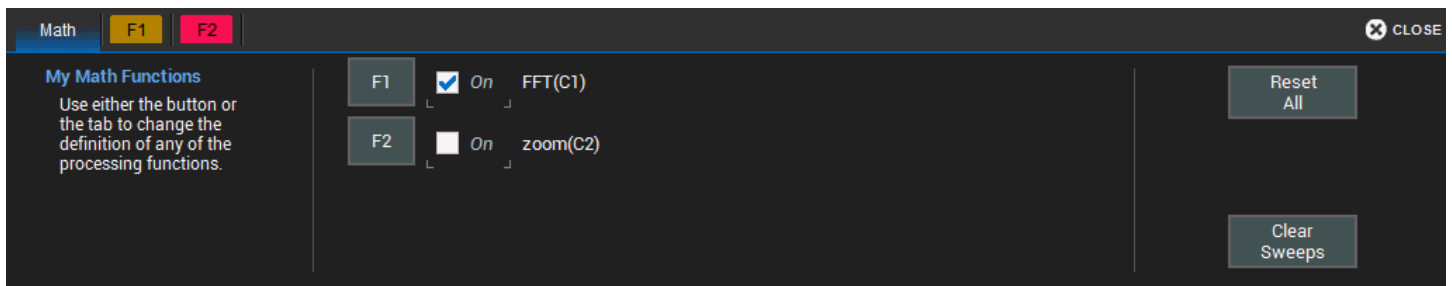 Math F1 F2 CLOSE
My Math Functions
Use either the button or
the tab to change the
definition of any of the
processing functions.
F1 On FFT(C1)
F2 On zoom(C2)
Reset
All
Clear
Sweeps